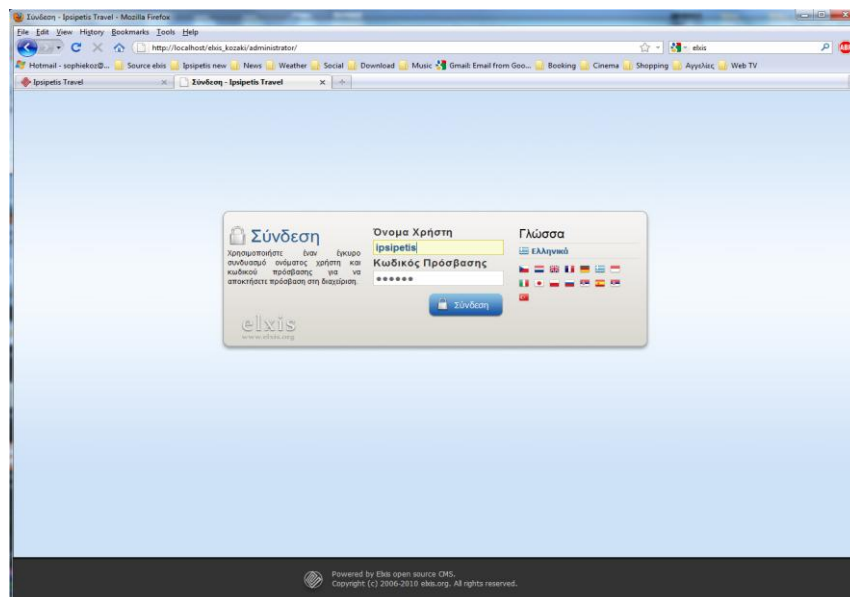 Σύνδεση - Ipsipetis Travel - Mozilla Firefox
File Edit View History Bookmarks Tools Help
http://localhost/elxis_kozaki/administrator/
elxis
Hotmail - sophiekoz@... Source elxis Ipsipetis new News Weather Social Download Music Gmail: Email from Goo... Booking Cinema Shopping Αγγελίες Web TV
Ipsipetis Travel Σύνδεση - Ipsipetis Travel
Σύνδεση
Χρησιμοποιήστε έναν έγκυρο
συνδυασμό ονόματος χρήστη και
κωδικού πρόσβασης για να
αποκτήσετε πρόσβαση στη διαχείριση.
elxis
www.elxis.org
Όνομα Χρήστη
ipsipetis
Κωδικός Πρόσβασης
Σύνδεση
Γλώσσα
Ελληνικά
Powered by Elxis open source CMS.
Copyright (c) 2006-2010 elxis.org. All rights reserved.